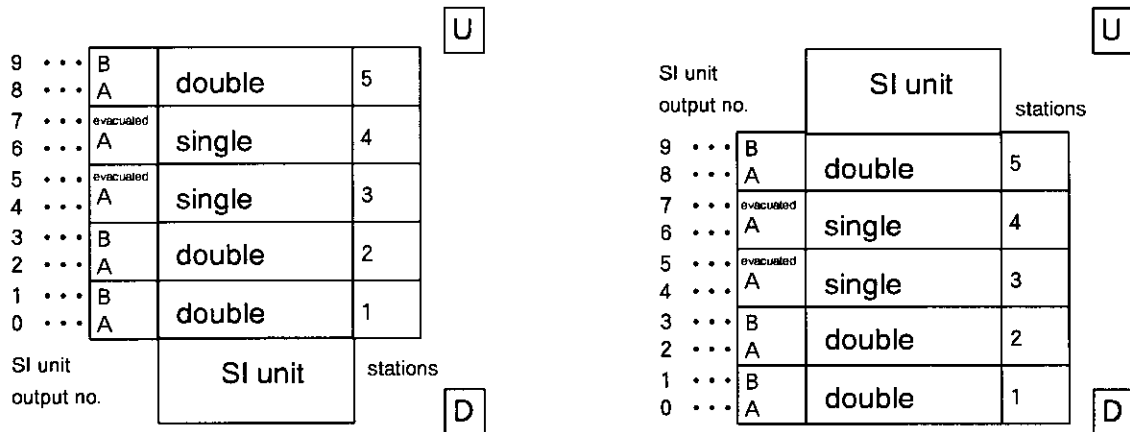 U
9 ••• B
8 ••• A
double
5
7 ••• evacuated
6 ••• A
single
4
5 ••• evacuated
4 ••• A
single
3
3 ••• B
2 ••• A
double
2
1 ••• B
0 ••• A
double
1
SI unit
output no.
SI unit
stations
D
U
SI unit
output no.
SI unit
stations
9 ••• B
8 ••• A
double
5
7 ••• evacuated
6 ••• A
single
4
5 ••• evacuated
4 ••• A
single
3
3 ••• B
2 ••• A
double
2
1 ••• B
0 ••• A
double
1
D